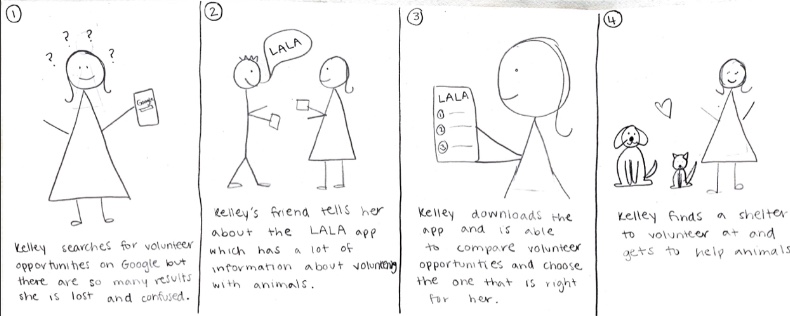 1
? ? ? ?
Google
Kelley searches for volunteer
opportunities on Google but
there are so many results
she is lost and confused.
2
LALA
Kelley's friend tells her
about the LALA app
which has a lot of
information about volunteering
with animals.
3
LALA
1
2
3
Kelley downloads the
app and is able
to compare volunteer
opportunities and choose
the one that is right
for her.
4
Kelley finds a shelter
to volunteer at and
gets to help animals